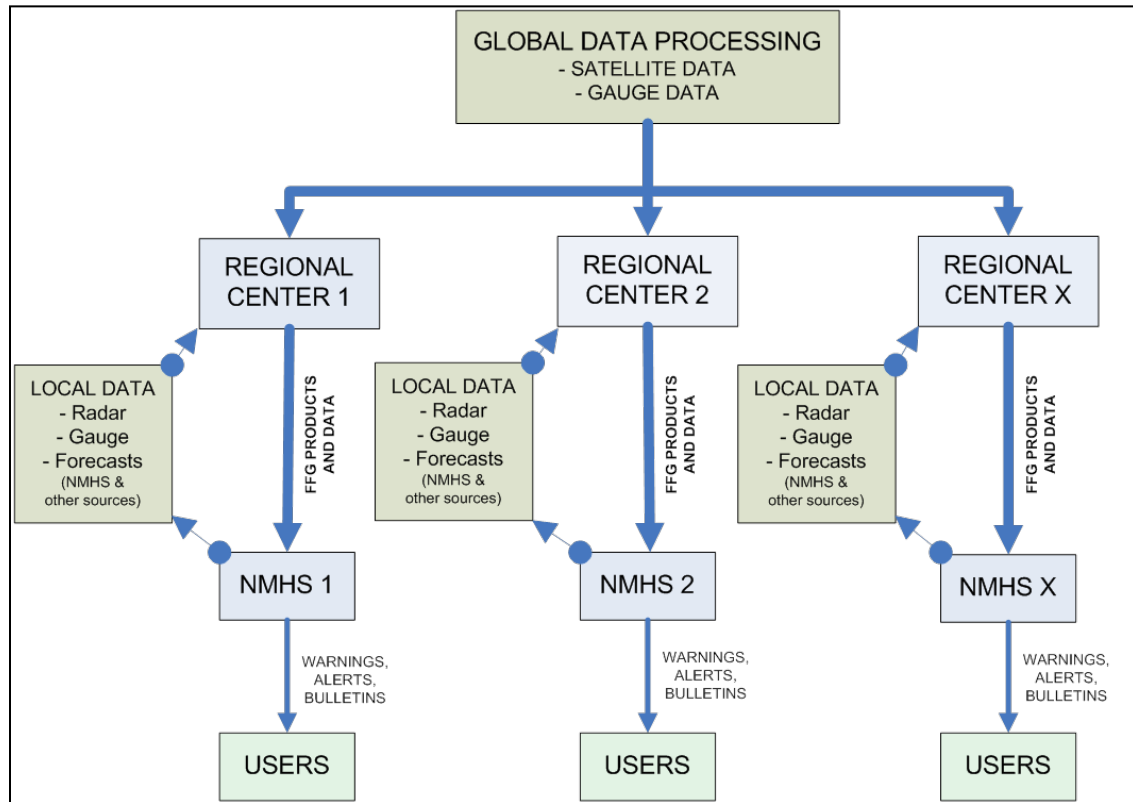 GLOBAL DATA PROCESSING
- SATELLITE DATA
- GAUGE DATA
REGIONAL
CENTER 1
REGIONAL
CENTER 2
REGIONAL
CENTER X
LOCAL DATA
- Radar
- Gauge
- Forecasts
(NMHS &
other sources)
FFG PRODUCTS
AND DATA
LOCAL DATA
- Radar
- Gauge
- Forecasts
(NMHS &
other sources)
FFG PRODUCTS
AND DATA
LOCAL DATA
- Radar
- Gauge
- Forecasts
(NMHS &
other sources)
FFG PRODUCTS
AND DATA
NMHS 1
NMHS 2
NMHS X
WARNINGS,
ALERTS,
BULLETINS
WARNINGS,
ALERTS,
BULLETINS
WARNINGS,
ALERTS,
BULLETINS
USERS
USERS
USERS